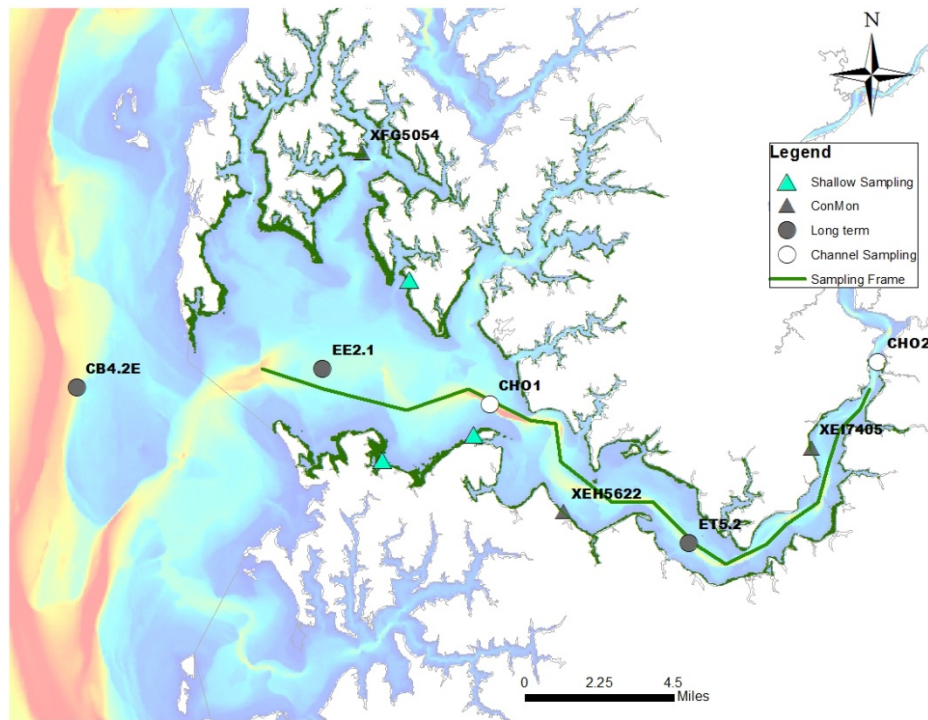 N
XFG5054
Legend
Shallow Sampling
ConMon
Long term
Channel Sampling
Sampling Frame
EE2.1
CHO2
CB4.2E
CHO1
XEI7405
XEH5622
ET5.2
0 2.25 4.5
Miles